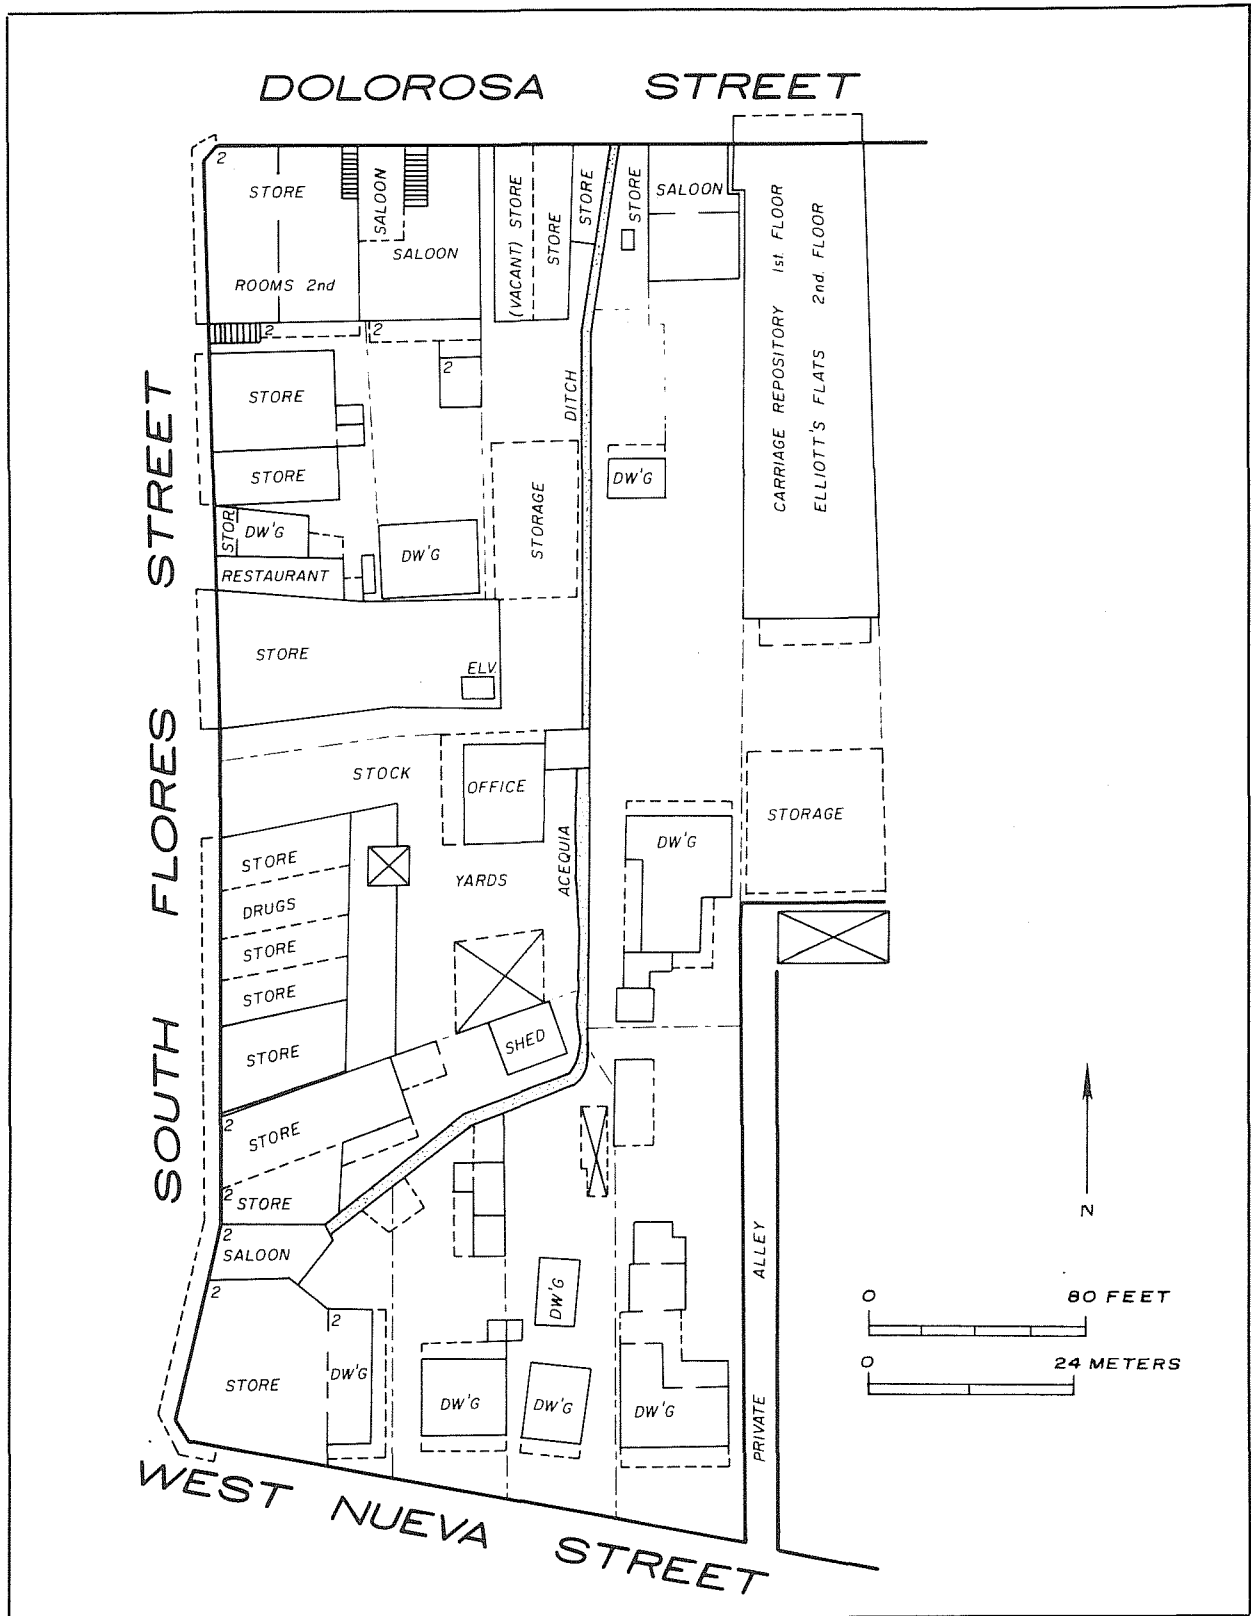 DOLOROSA STREET
2
STORE
ROOMS 2nd
SALOON
SALOON
(VACANT) STORE
STORE
STORE
STORE
SALOON
CARRIAGE REPOSITORY 1st. FLOOR
ELLIOTT'S FLATS 2nd. FLOOR
2
2
2
STORE
DITCH
STORE
STORAGE
DW'G
STOR
DW'G
DW'G
RESTAURANT
STORE
ELV.
STOCK
OFFICE
YARDS
ACEQUIA
DW'G
STORAGE
STORE
DRUGS
STORE
STORE
STORE
SHED
2
STORE
2
STORE
2
SALOON
2
STORE
2
DW'G
DW'G
DW'G
DW'G
DW'G
PRIVATE ALLEY
SOUTH FLORES STREET
WEST NUEVA STREET
N
0 80 FEET
0 24 METERS